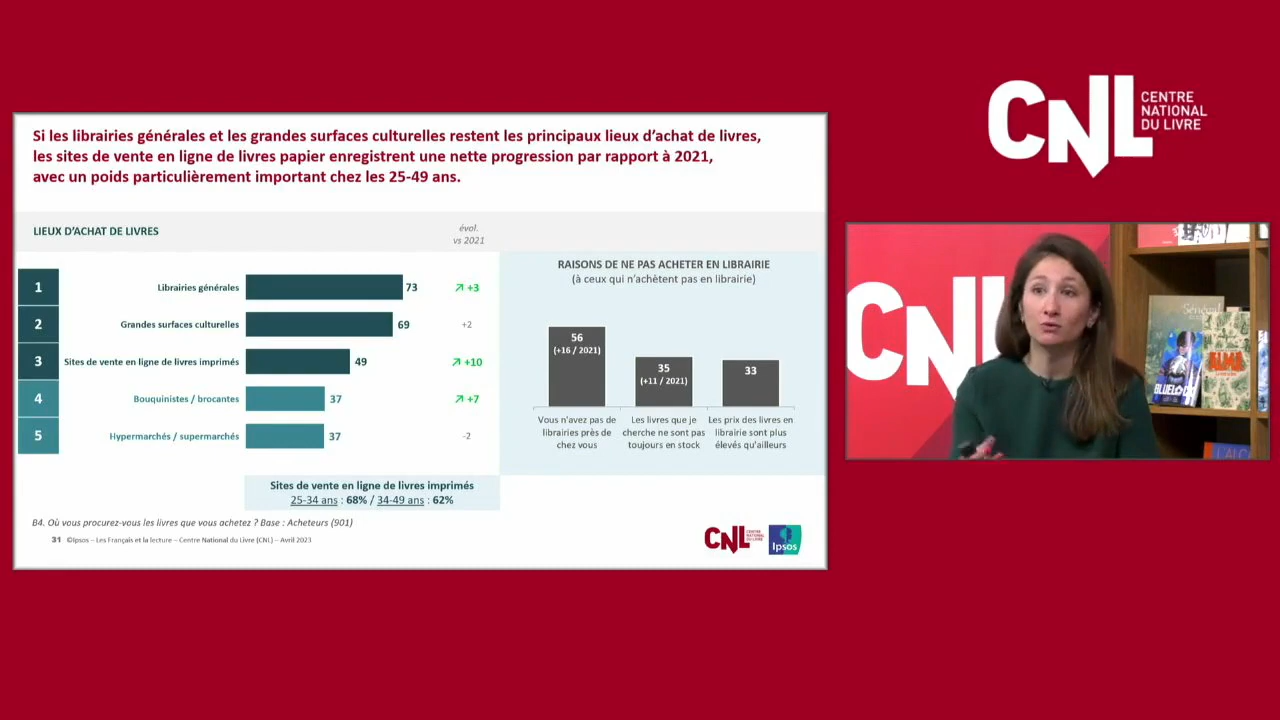 CNL
CENTRE
NATIONAL
DU LIVRE
Si les librairies générales et les grandes surfaces culturelles restent les principaux lieux d'achat de livres,
les sites de vente en ligne de livres papier enregistrent une nette progression par rapport à 2021,
avec un poids particulièrement important chez les 25-49 ans.
LIEUX D'ACHAT DE LIVRES
évol.
vs 2021
1 Librairies générales 73 +3
2 Grandes surfaces culturelles 69 +2
3 Sites de vente en ligne de livres imprimés 49 +10
4 Bouquinistes / brocantes 37 +7
5 Hypermarchés / supermarchés 37 -2
Sites de vente en ligne de livres imprimés
25-34 ans : 68% / 34-49 ans : 62%
RAISONS DE NE PAS ACHETER EN LIBRAIRIE
(à ceux qui n'achètent pas en librairie)
56
(+16 / 2021)
35
(+11 / 2021)
33
Vous n'avez pas de
librairies près de
chez vous
Les livres que je
cherche ne sont pas
toujours en stock
Les prix des livres en
librairie sont plus
élevés qu'ailleurs
B4. Où vous procurez-vous les livres que vous achetez ? Base : Acheteurs (901)
31 ©Ipsos – Les Français et la lecture – Centre National du Livre (CNL) – Avril 2023
CNL
CENTRE
NATIONAL
DU LIVRE
Ipsos
CNL
Sénégal
BLUELOCK
ALMA